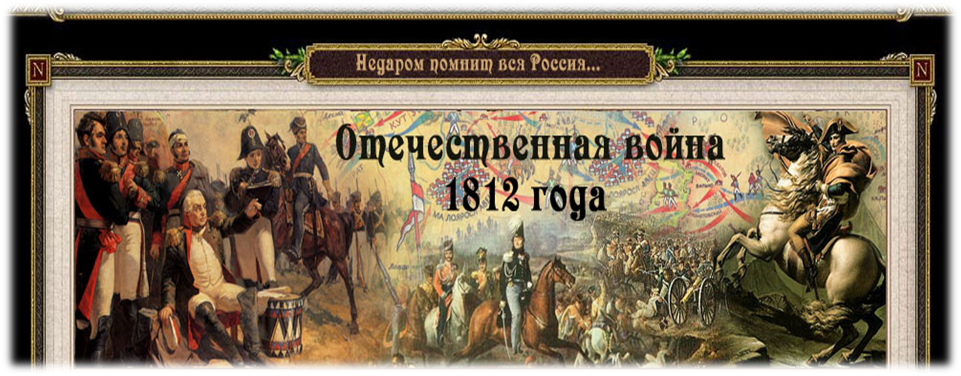 Недаром помнит вся Россия...
N
N
Отечественная война
1812 года